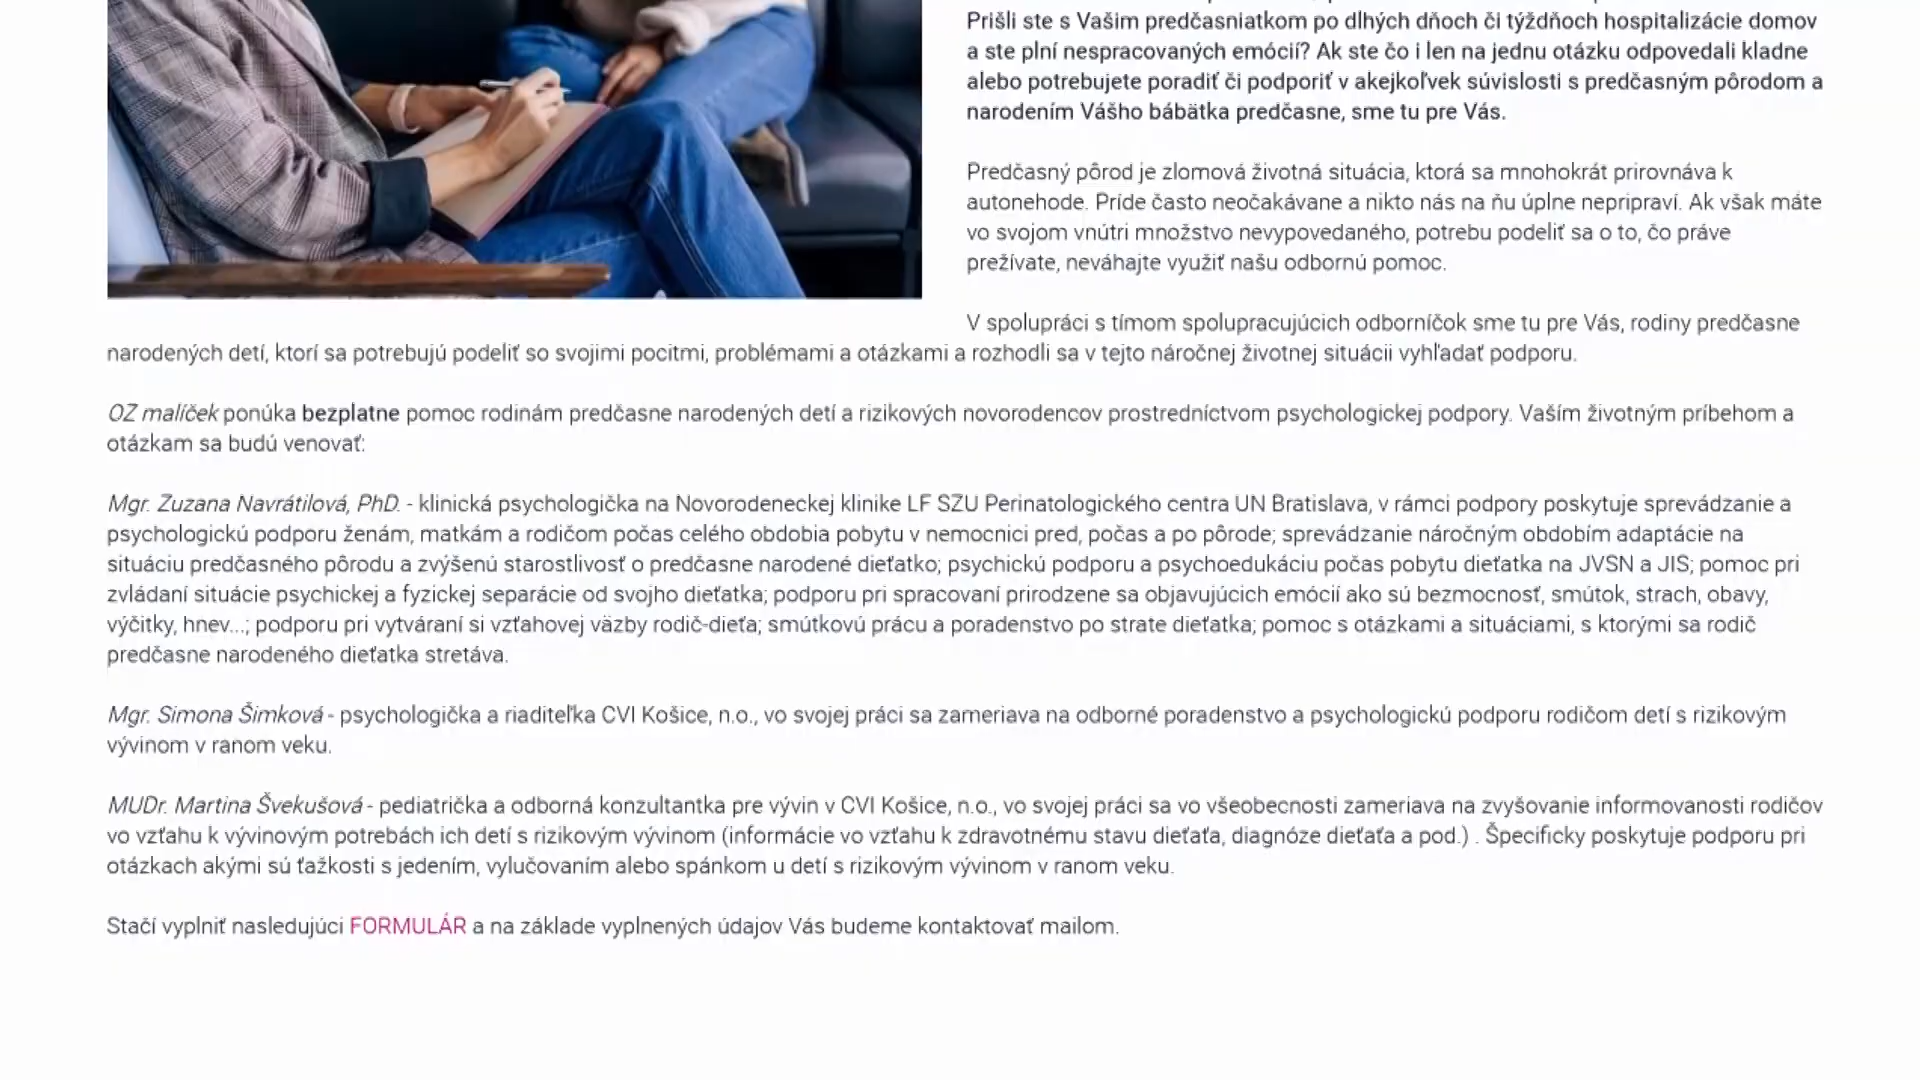 Prišli ste s Vašim predčasniatkom po dlhých dňoch či týždňoch hospitalizácie domov
a ste plní nespracovaných emócií? Ak ste čo i len na jednu otázku odpovedali kladne
alebo potrebujete poradiť či podporiť v akejkoľvek súvislosti s predčasným pôrodom a
narodením Vášho bábätka predčasne, sme tu pre Vás.
Predčasný pôrod je zlomová životná situácia, ktorá sa mnohokrát prirovnáva k
autonehode. Príde často neočakávane a nikto nás na ňu úplne nepripraví. Ak však máte
vo svojom vnútri množstvo nevypovedaného, potrebu podeliť sa o to, čo práve
prežívate, neváhajte využiť našu odbornú pomoc.
V spolupráci s tímom spolupracujúcich odborníčok sme tu pre Vás, rodiny predčasne
narodených detí, ktorí sa potrebujú podeliť so svojimi pocitmi, problémami a otázkami a rozhodli sa v tejto náročnej životnej situácii vyhľadať podporu.
OZ malíček ponúka bezplatne pomoc rodinám predčasne narodených detí a rizikových novorodencov prostredníctvom psychologickej podpory. Vaším životným príbehom a
otázkam sa budú venovať:
Mgr. Zuzana Navrátilová, PhD. - klinická psychologička na Novorodeneckej klinike LF SZU Perinatologického centra UN Bratislava, v rámci podpory poskytuje sprevádzanie a
psychologickú podporu ženám, matkám a rodičom počas celého obdobia pobytu v nemocnici pred, počas a po pôrode; sprevádzanie náročným obdobím adaptácie na
situáciu predčasného pôrodu a zvýšenú starostlivosť o predčasne narodené dieťatko; psychickú podporu a psychoedukáciu počas pobytu dieťatka na JVSN a JIS; pomoc pri
zvládaní situácie psychickej a fyzickej separácie od svojho dieťatka; podporu pri spracovaní prirodzene sa objavujúcich emócií ako sú bezmocnosť, smútok, strach, obavy,
výčitky, hnev...; podporu pri vytváraní si vzťahovej väzby rodič-dieťa; smútkovú prácu a poradenstvo po strate dieťatka; pomoc s otázkami a situáciami, s ktorými sa rodič
predčasne narodeného dieťatka stretáva.
Mgr. Simona Šimková - psychologička a riaditeľka CVI Košice, n.o., vo svojej práci sa zameriava na odborné poradenstvo a psychologickú podporu rodičom detí s rizikovým
vývinom v ranom veku.
MUDr. Martina Švekušová - pediatrička a odborná konzultantka pre vývin v CVI Košice, n.o., vo svojej práci sa vo všeobecnosti zameriava na zvyšovanie informovanosti rodičov
vo vzťahu k vývinovým potrebách ich detí s rizikovým vývinom (informácie vo vzťahu k zdravotnému stavu dieťaťa, diagnóze dieťaťa a pod.) . Špecificky poskytuje podporu pri
otázkach akými sú ťažkosti s jedením, vylučovaním alebo spánkom u detí s rizikovým vývinom v ranom veku.
Stačí vyplniť nasledujúci FORMULÁR a na základe vyplnených údajov Vás budeme kontaktovať mailom.